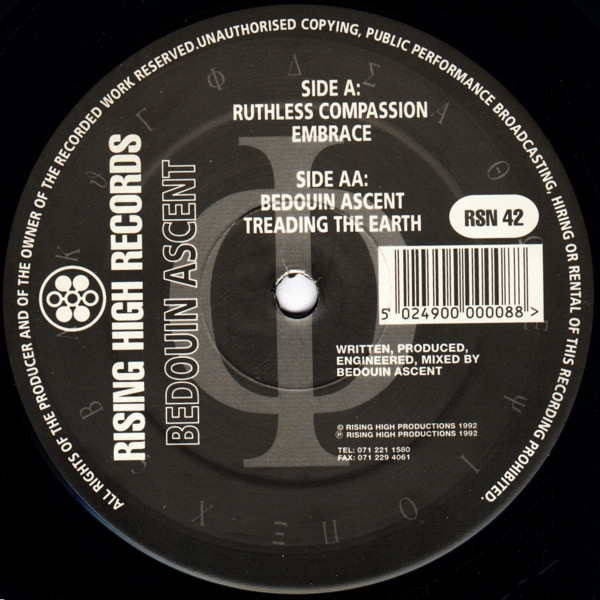 ALL RIGHTS OF THE PRODUCER AND OF THE OWNER OF THE RECORDED WORK RESERVED.UNAUTHORISED COPYING, PUBLIC PERFORMANCE BROADCASTING. HIRING OR RENTAL OF THIS RECORDING PROHIBITED.
RISING HIGH RECORDS
BEDOUIN ASCENT
SIDE A:
RUTHLESS COMPASSION
EMBRACE
SIDE AA:
BEDOUIN ASCENT
TREADING THE EARTH
RSN 42
5 024900 000088 >
WRITTEN, PRODUCED,
ENGINEERED, MIXED BY
BEDOUIN ASCENT
© RISING HIGH PRODUCTIONS 1992
℗ RISING HIGH PRODUCTIONS 1992
TEL: 071 221 1580
FAX: 071 229 4061
Φ